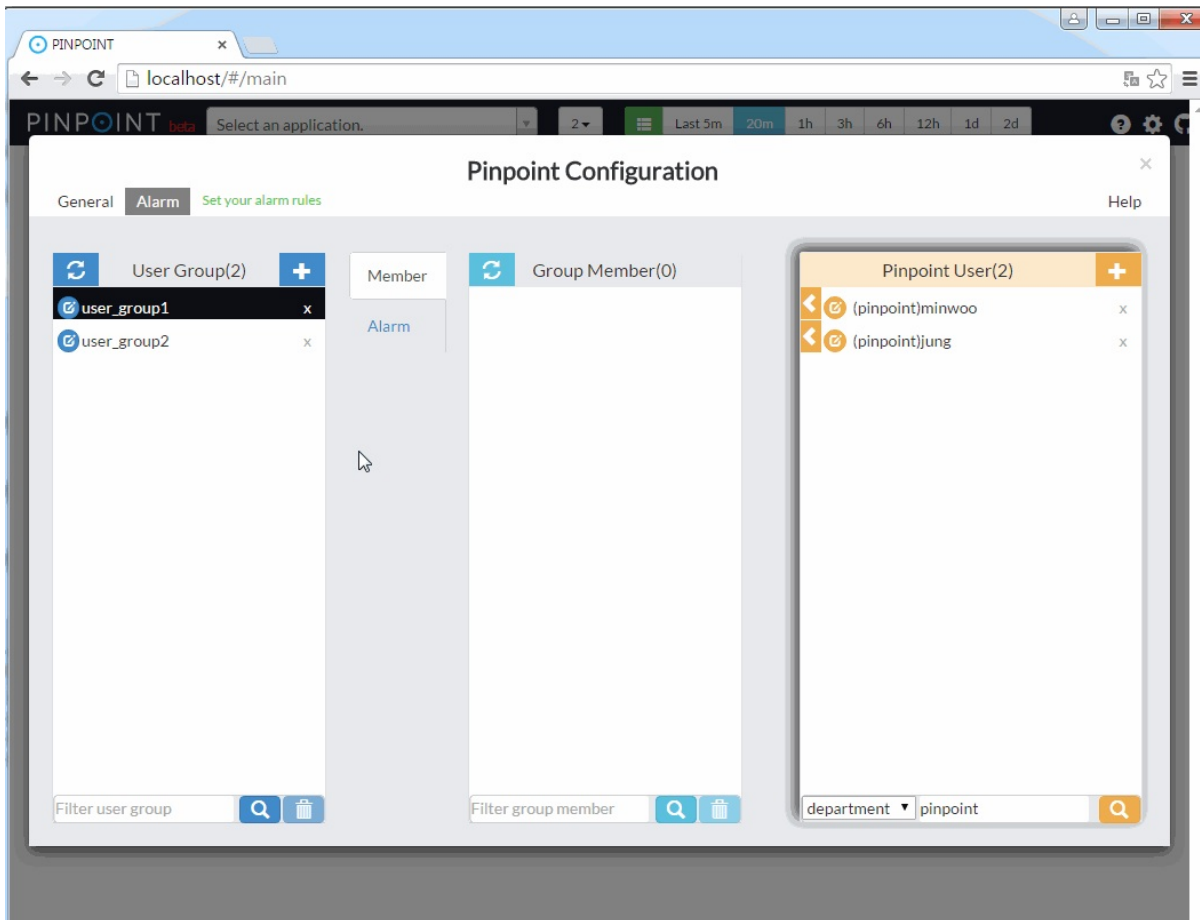 PINPOINT
localhost/#/main
PINPOINT beta Select an application. 2 Last 5m 20m 1h 3h 6h 12h 1d 2d
Pinpoint Configuration
General Alarm Set your alarm rules Help
User Group(2) Member Group Member(0) Pinpoint User(2)
user_group1 x (pinpoint)minwoo x
Alarm
user_group2 x (pinpoint)jung x
Filter user group Filter group member department pinpoint